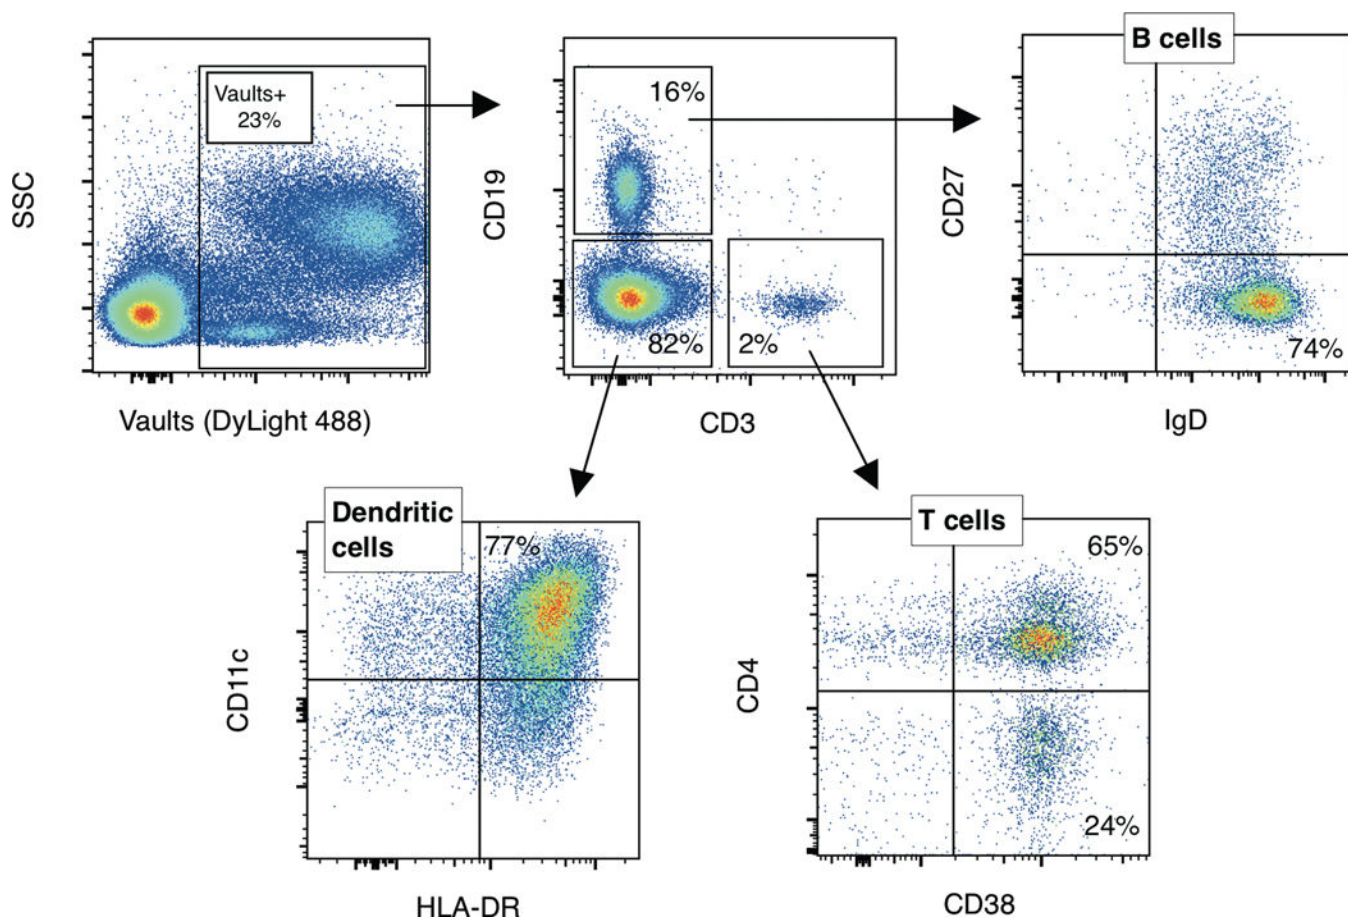 Vaults+
23%
SSC
Vaults (DyLight 488)
16%
82%
2%
CD19
CD3
B cells
CD27
74%
IgD
Dendritic
cells
77%
CD11c
HLA-DR
T cells
65%
CD4
24%
CD38